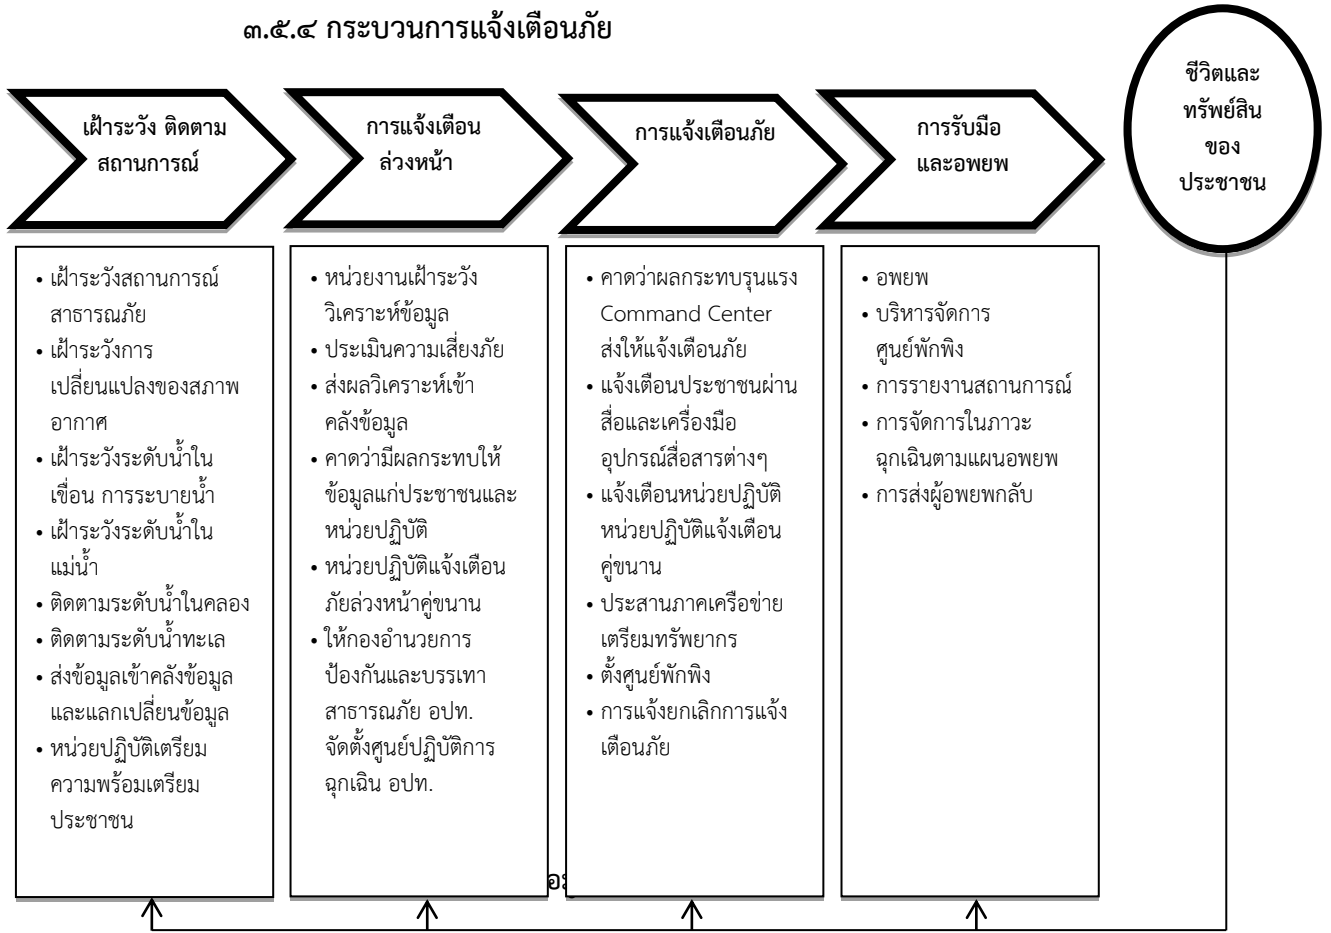 ๓.๕.๔ กระบวนการแจ้งเตือนภัย
เฝ้าระวัง ติดตาม
สถานการณ์
การแจ้งเตือน
ล่วงหน้า
การแจ้งเตือนภัย
การรับมือ
และอพยพ
ชีวิตและ
ทรัพย์สิน
ของ
ประชาชน
• เฝ้าระวังสถานการณ์
สาธารณภัย
• เฝ้าระวังการ
เปลี่ยนแปลงของสภาพ
อากาศ
• เฝ้าระวังระดับน้ำใน
เขื่อน การระบายน้ำ
• เฝ้าระวังระดับน้ำใน
แม่น้ำ
• ติดตามระดับน้ำในคลอง
• ติดตามระดับน้ำทะเล
• ส่งข้อมูลเข้าคลังข้อมูล
และแลกเปลี่ยนข้อมูล
• หน่วยปฏิบัติเตรียม
ความพร้อมเตรียม
ประชาชน
• หน่วยงานเฝ้าระวัง
วิเคราะห์ข้อมูล
• ประเมินความเสี่ยงภัย
• ส่งผลวิเคราะห์เข้า
คลังข้อมูล
• คาดว่ามีผลกระทบให้
ข้อมูลแก่ประชาชนและ
หน่วยปฏิบัติ
• หน่วยปฏิบัติแจ้งเตือน
ภัยล่วงหน้าคู่ขนาน
• ให้กองอำนวยการ
ป้องกันและบรรเทา
สาธารณภัย อปท.
จัดตั้งศูนย์ปฏิบัติการ
ฉุกเฉิน อปท.
• คาดว่าผลกระทบรุนแรง
Command Center
ส่งให้แจ้งเตือนภัย
• แจ้งเตือนประชาชนผ่าน
สื่อและเครื่องมือ
อุปกรณ์สื่อสารต่างๆ
• แจ้งเตือนหน่วยปฏิบัติ
หน่วยปฏิบัติแจ้งเตือน
คู่ขนาน
• ประสานภาคเครือข่าย
เตรียมทรัพยากร
• ตั้งศูนย์พักพิง
• การแจ้งยกเลิกการแจ้ง
เตือนภัย
• อพยพ
• บริหารจัดการ
ศูนย์พักพิง
• การรายงานสถานการณ์
• การจัดการในภาวะ
ฉุกเฉินตามแผนอพยพ
• การส่งผู้อพยพกลับ